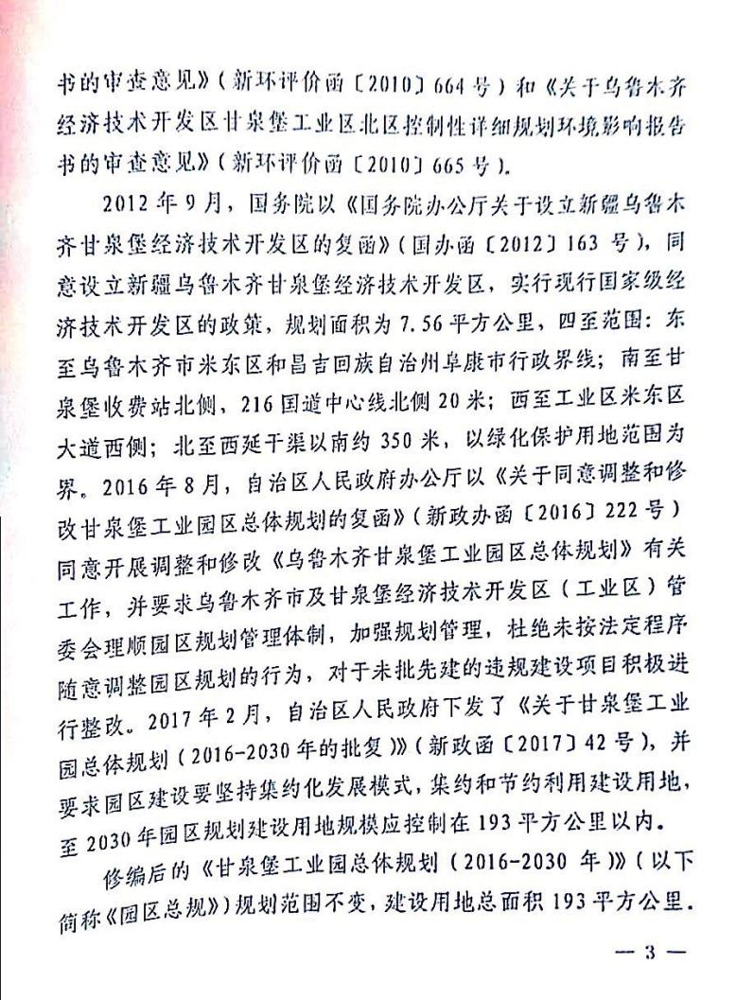 书的审查意见》(新环评价函〔2010〕664号)和《关于乌鲁木齐
经济技术开发区甘泉堡工业区北区控制性详细规划环境影响报告
书的审查意见》(新环评价函〔2010〕665号)。
2012年9月，国务院以《国务院办公厅关于设立新疆乌鲁木
齐甘泉堡经济技术开发区的复函》(国办函〔2012〕163号)，同
意设立新疆乌鲁木齐甘泉堡经济技术开发区，实行现行国家级经
济技术开发区的政策，规划面积为7.56平方公里，四至范围：东
至乌鲁木齐市米东区和昌吉回族自治州阜康市行政界线；南至甘
泉堡收费站北侧、216国道中心线北侧20米；西至工业区米东区
大道西侧；北至西延干渠以南约350米，以绿化保护用地范围为
界。2016年8月，自治区人民政府办公厅以《关于同意调整和修
改甘泉堡工业园区总体规划的复函》(新政办函〔2016〕222号)
同意开展调整和修改《乌鲁木齐甘泉堡工业园区总体规划》有关
工作，并要求乌鲁木齐市及甘泉堡经济技术开发区(工业区)管
委会理顺园区规划管理体制，加强规划管理，杜绝未按法定程序
随意调整园区规划的行为，对于未批先建的违规建设项目积极进
行整改。2017年2月，自治区人民政府下发了《关于甘泉堡工业
园总体规划(2016-2030年的批复)》(新政函〔2017〕42号)，并
要求园区建设要坚持集约化发展模式，集约和节约利用建设用地，
至2030年园区规划建设用地规模应控制在193平方公里以内。
修编后的《甘泉堡工业园总体规划(2016-2030年)》(以下
简称《园区总规》)规划范围不变，建设用地总面积193平方公里。
— 3 —